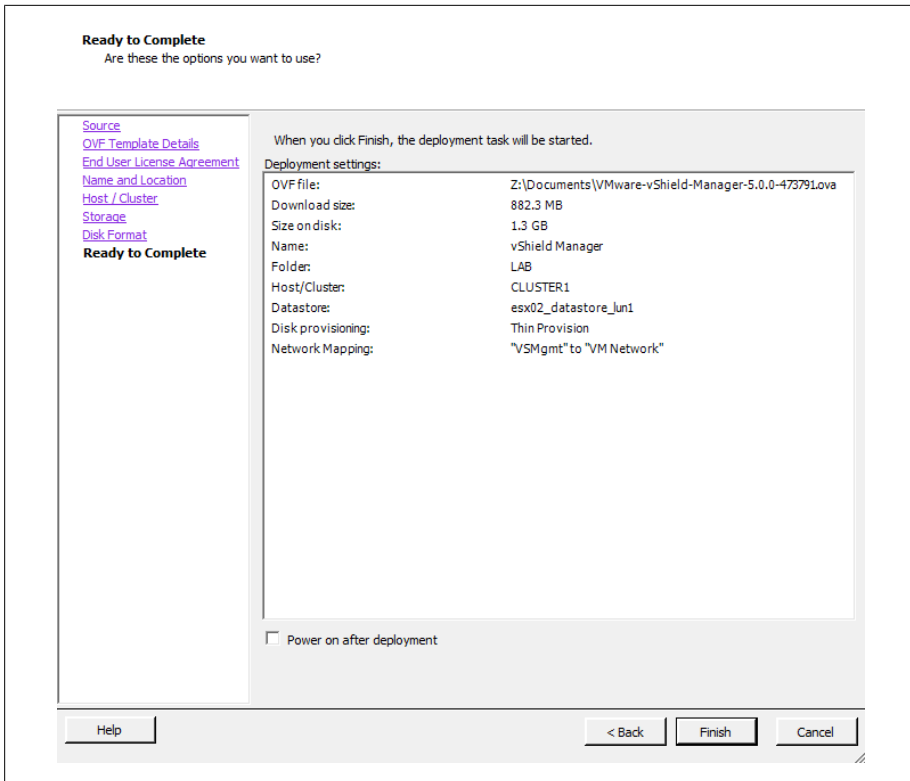 Ready to Complete
Are these the options you want to use?
Source
OVF Template Details
End User License Agreement
Name and Location
Host / Cluster
Storage
Disk Format
Ready to Complete
When you click Finish, the deployment task will be started.
Deployment settings:
OVF file: Z:\Documents\VMware-vShield-Manager-5.0.0-473791.ova
Download size: 882.3 MB
Size on disk: 1.3 GB
Name: vShield Manager
Folder: LAB
Host/Cluster: CLUSTER1
Datastore: esx02_datastore_lun1
Disk provisioning: Thin Provision
Network Mapping: "VSMgmt" to "VM Network"
Power on after deployment
Help < Back Finish Cancel